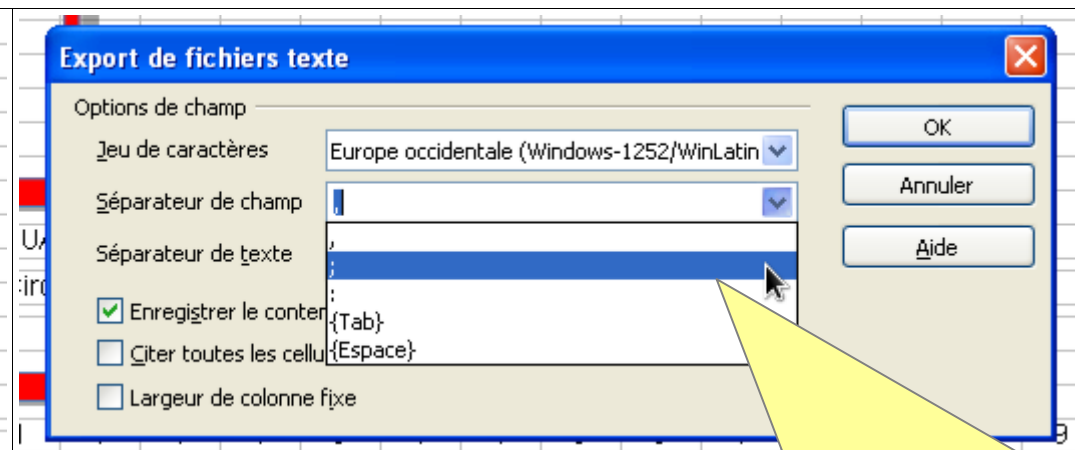 Export de fichiers texte
Options de champ
Jeu de caractères
Europe occidentale (Windows-1252/WinLatin
Séparateur de champ
,
Séparateur de texte
,
;
:
{Tab}
{Espace}
Enregistrer le conten
Citer toutes les cellu
Largeur de colonne fixe
OK
Annuler
Aide